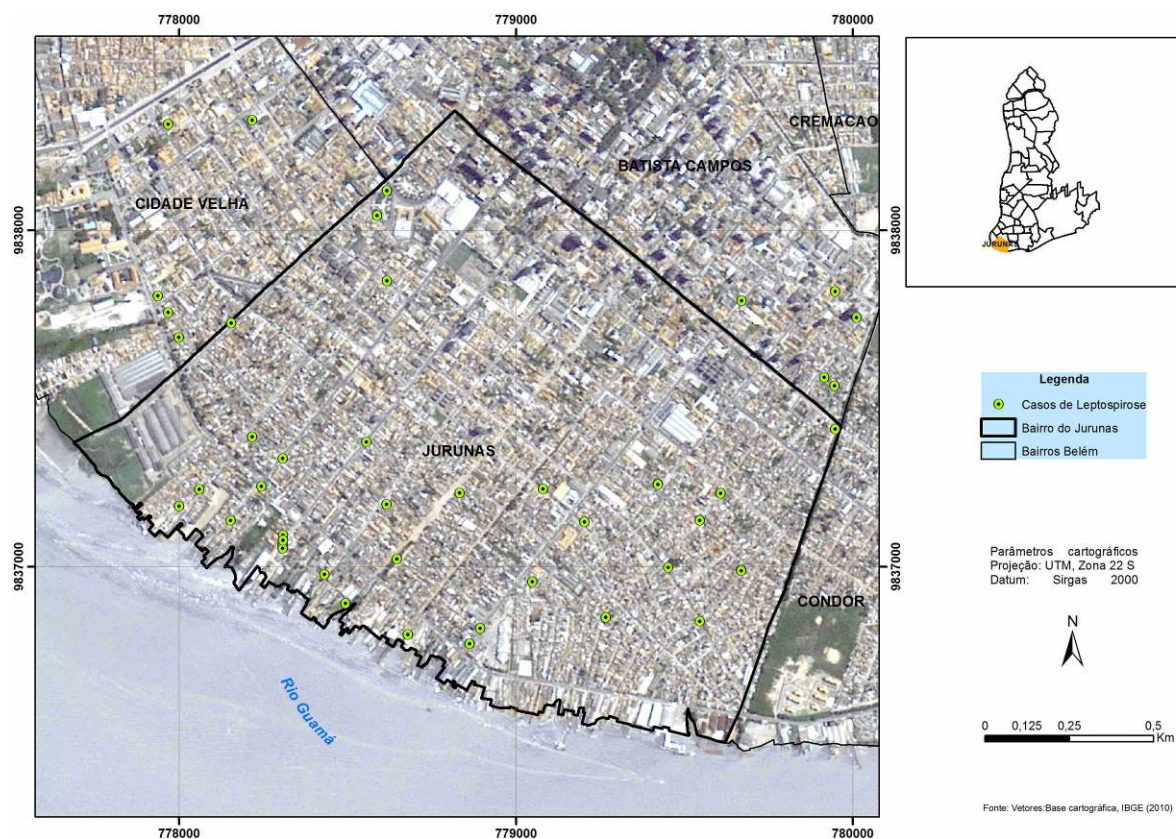 778000
779000
780000
9838000
9838000
9837000
9837000
CREMACAO
BATISTA CAMPOS
CIDADE VELHA
JURUNAS
CONDOR
Rio Guamá
778000
779000
780000
JURUNAS
Legenda
Casos de Leptospirose
Bairro do Jurunas
Bairros Belém
Parâmetros cartográficos
Projeção: UTM, Zona 22 S
Datum: Sirgas 2000
N
0 0,125 0,25 0,5
Km
Fonte: Vetores:Base cartográfica, IBGE (2010)